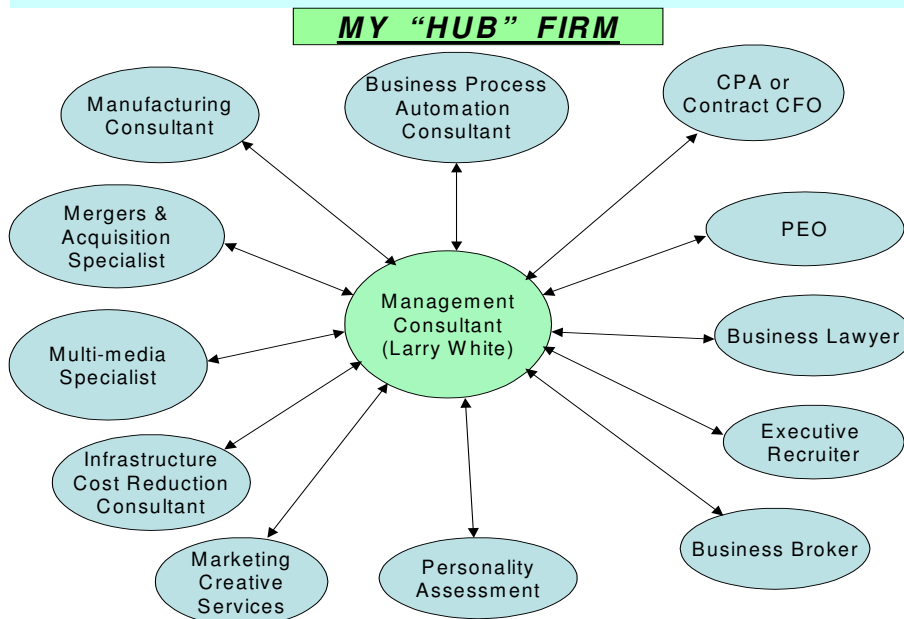 MY “HUB” FIRM
Manufacturing
Consultant
Business Process
Automation
Consultant
CPA or
Contract CFO
Mergers &
Acquisition
Specialist
PEO
Management
Consultant
(Larry White)
Multi-media
Specialist
Business Lawyer
Infrastructure
Cost Reduction
Consultant
Executive
Recruiter
Marketing
Creative
Services
Personality
Assessment
Business Broker